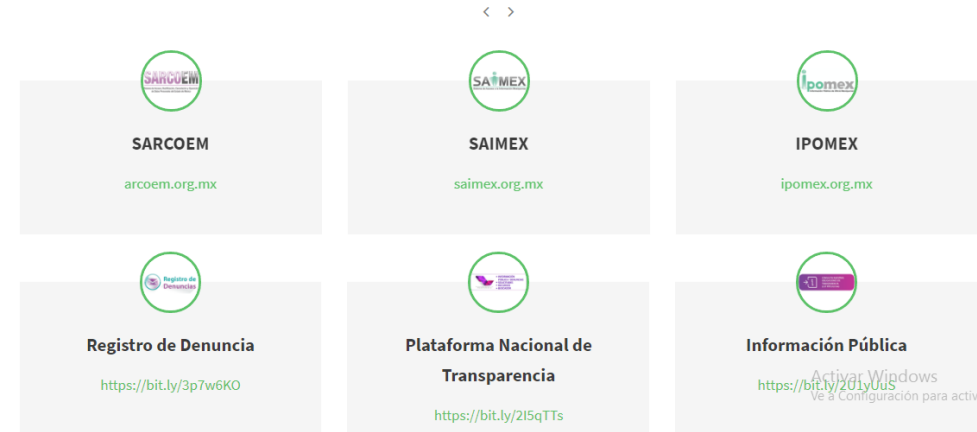 SARCOEM
SAIMEX
ipomex
SARCOEM
SAIMEX
IPOMEX
arcoem.org.mx
saimex.org.mx
ipomex.org.mx
Registro de
Denuncias
Registro de Denuncia
Plataforma Nacional de
Transparencia
Información Pública
https://bit.ly/3p7w6KO
https://bit.ly/2I5qTTs
https://bit.ly/2U1yUuS
Activar Windows
Ve a Configuración para activ